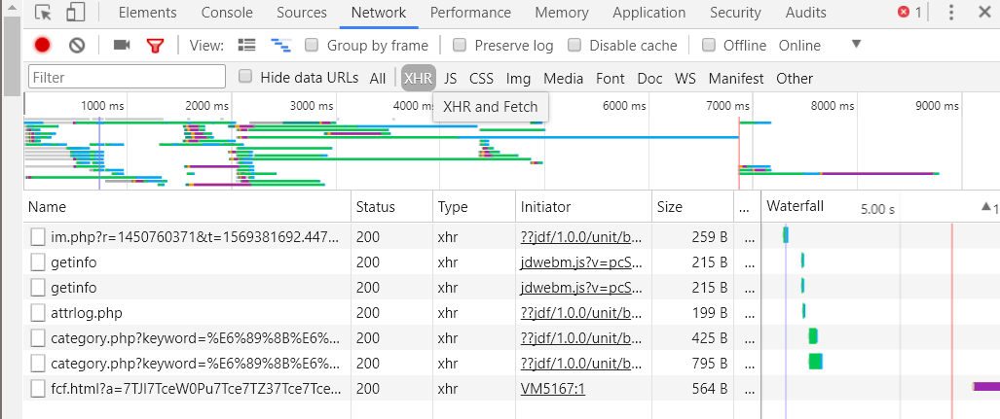 Elements Console Sources Network Performance Memory Application Security Audits 1
View: Group by frame Preserve log Disable cache Offline Online
Filter Hide data URLs All XHR JS CSS Img Media Font Doc WS Manifest Other
XHR and Fetch
1000 ms 2000 ms 3000 ms 6000 ms 7000 ms 8000 ms 9000 ms
Name Status Type Initiator Size ... Waterfall 5.00 s
im.php?r=1450760371&t=1569381692.447... 200 xhr ??jdf/1.0.0/unit/b... 259 B ...
getinfo 200 xhr jdwebm.js?v=pcS... 215 B ...
getinfo 200 xhr jdwebm.js?v=pcS... 215 B ...
attrlog.php 200 xhr ??jdf/1.0.0/unit/b... 199 B ...
category.php?keyword=%E6%89%8B%E6%... 200 xhr ??jdf/1.0.0/unit/b... 425 B ...
category.php?keyword=%E6%89%8B%E6%... 200 xhr ??jdf/1.0.0/unit/b... 795 B ...
200 xhr VM5167:1 564 B ...